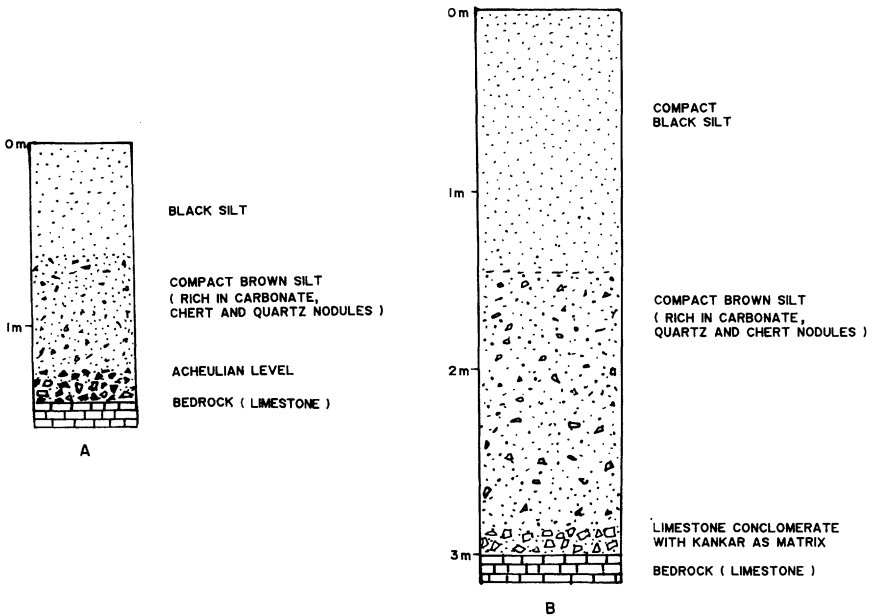 0m
BLACK SILT
COMPACT BROWN SILT
( RICH IN CARBONATE,
CHERT AND QUARTZ NODULES )
1m
ACHEULIAN LEVEL
BEDROCK ( LIMESTONE )
A
0m
COMPACT
BLACK SILT
1m
COMPACT BROWN SILT
( RICH IN CARBONATE,
QUARTZ AND CHERT NODULES )
2m
LIMESTONE CONCLOMERATE
WITH KANKAR AS MATRIX
3m
BEDROCK ( LIMESTONE )
B